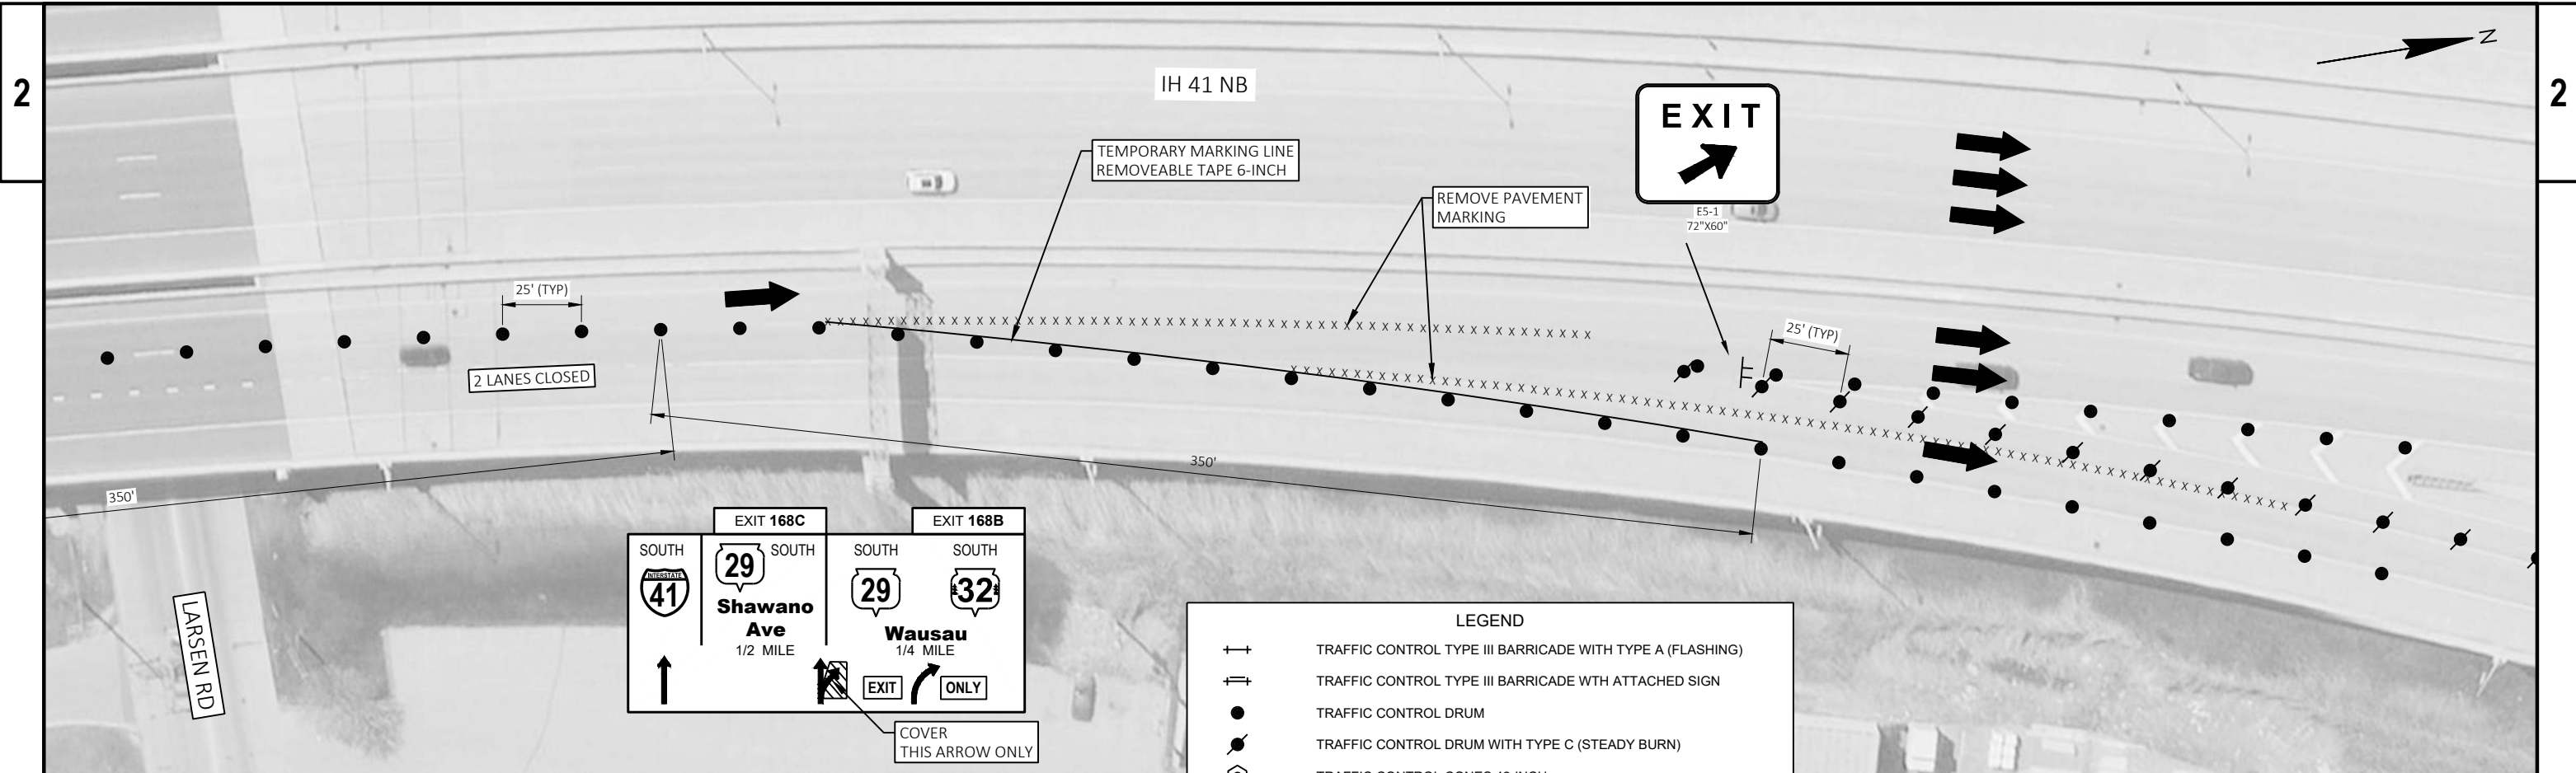 2
2
N
IH 41 NB
EXIT
E5-1
72"X60"
TEMPORARY MARKING LINE
REMOVEABLE TAPE 6-INCH
REMOVE PAVEMENT
MARKING
25' (TYP)
25' (TYP)
2 LANES CLOSED
350'
350'
LARSEN RD
EXIT 168C
EXIT 168B
SOUTH
SOUTH
SOUTH
SOUTH
INTERSTATE
41
29
29
32
Shawano
Ave
1/2 MILE
Wausau
1/4 MILE
EXIT
ONLY
COVER
THIS ARROW ONLY
LEGEND
TRAFFIC CONTROL TYPE III BARRICADE WITH TYPE A (FLASHING)
TRAFFIC CONTROL TYPE III BARRICADE WTH ATTACHED SIGN
TRAFFIC CONTROL DRUM
TRAFFIC CONTROL DRUM WITH TYPE C (STEADY BURN)